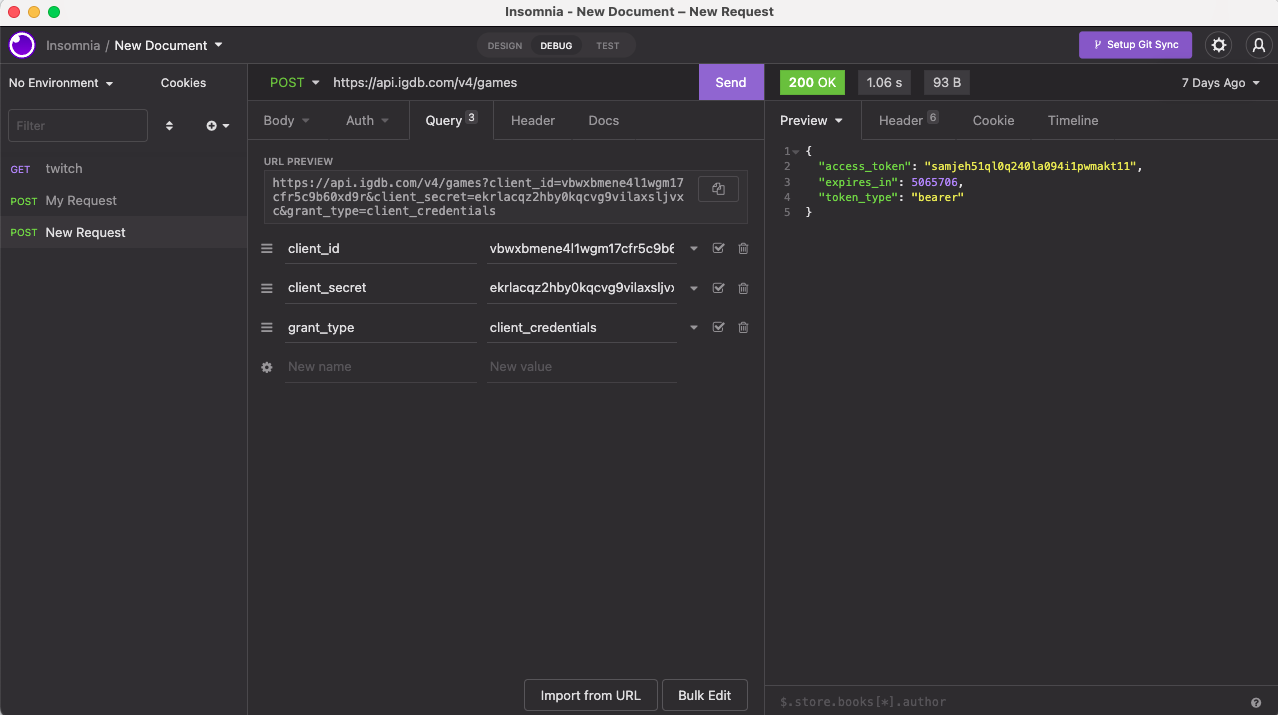 Insomnia - New Document – New Request
Insomnia / New Document
DESIGN DEBUG TEST
Setup Git Sync
No Environment
Cookies
Filter
GET twitch
POST My Request
POST New Request
POST https://api.igdb.com/v4/games
Send
Body Auth Query 3 Header Docs
URL PREVIEW
https://api.igdb.com/v4/games?client_id=vbwxbmene4l1wgm17
cfr5c9b60xd9r&client_secret=ekrlacqz2hby0kqcvg9vilaxsljvx
c&grant_type=client_credentials
client_id vbwxbmene4l1wgm17cfr5c9b6
client_secret ekrlacqz2hby0kqcvg9vilaxsljvx
grant_type client_credentials
New name New value
Import from URL
Bulk Edit
200 OK 1.06 s 93 B
7 Days Ago
Preview Header 6 Cookie Timeline
1 {
2 "access_token": "samjeh51ql0q240la094i1pwmakt11",
3 "expires_in": 5065706,
4 "token_type": "bearer"
5 }
$.store.books[*].author